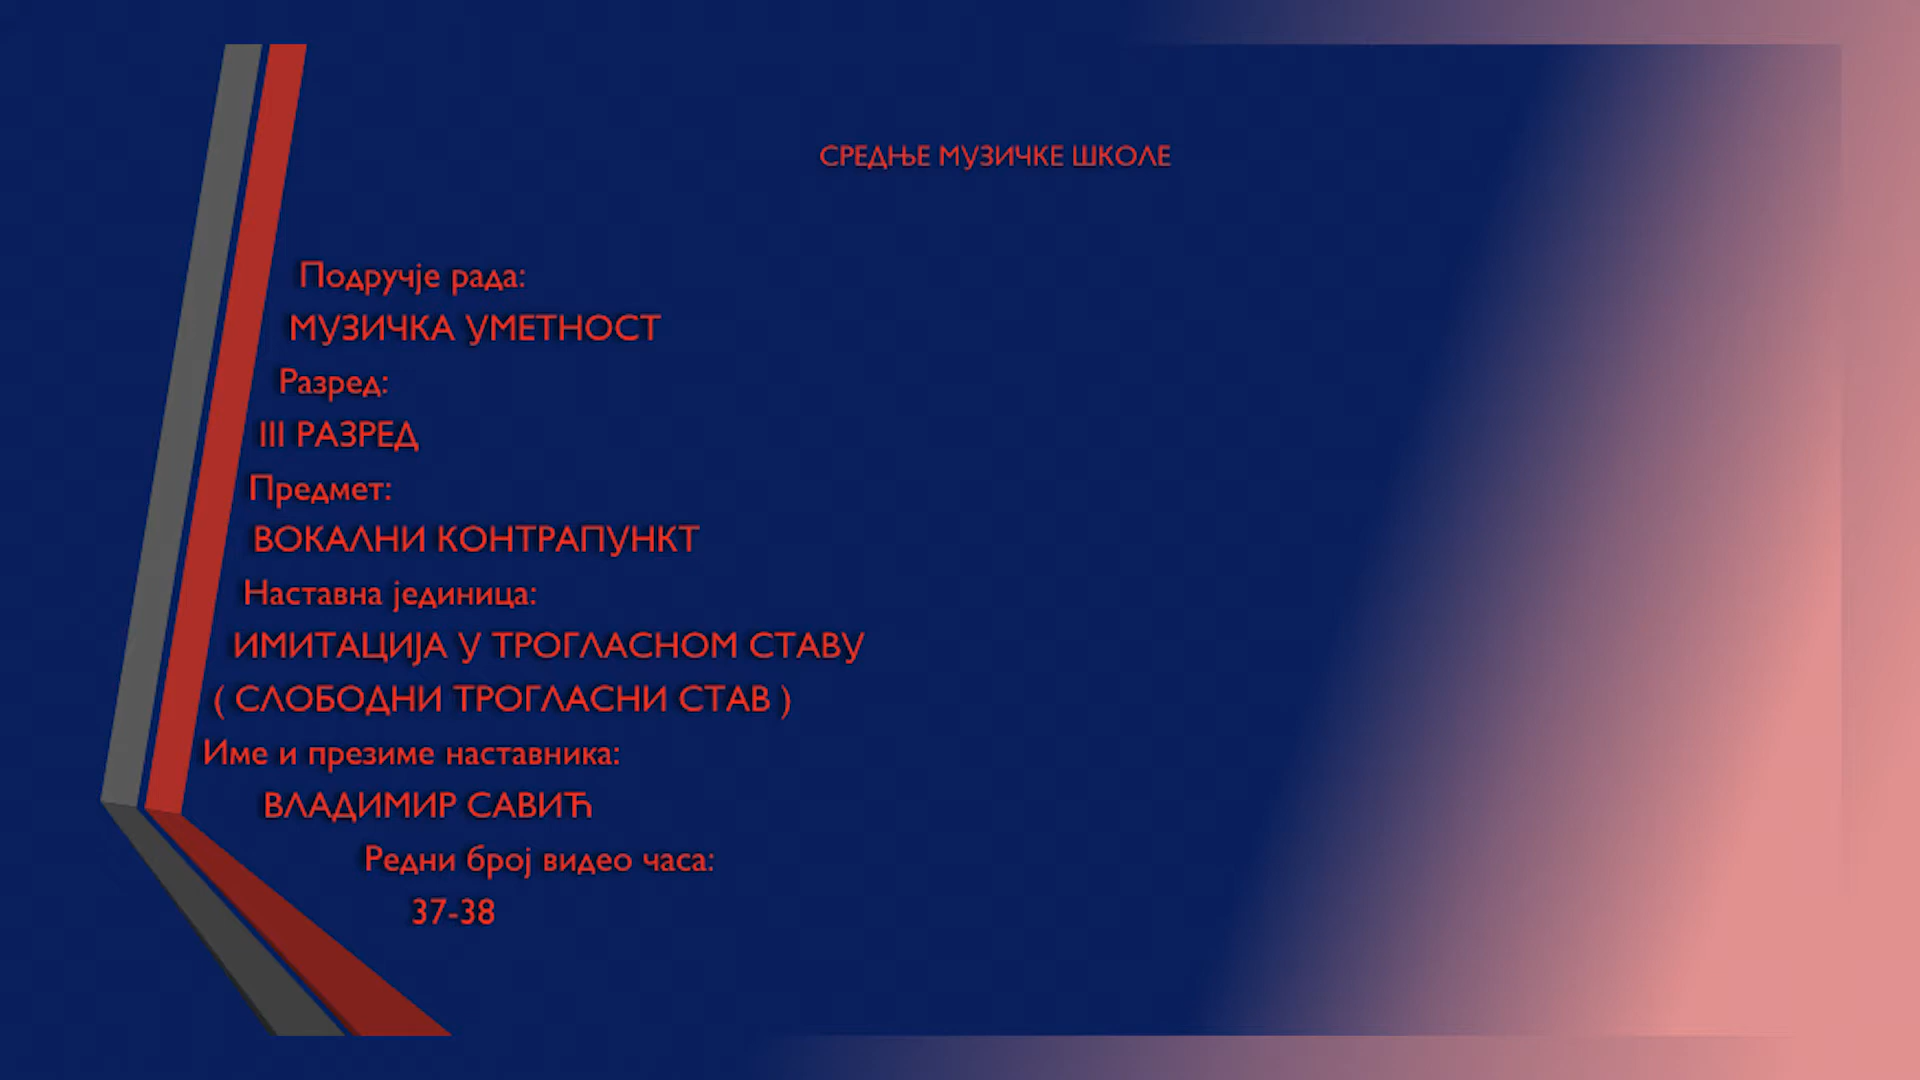 СРЕДЊЕ МУЗИЧКЕ ШКОЛЕ
Подручје рада:
МУЗИЧКА УМЕТНОСТ
Разред:
III РАЗРЕД
Предмет:
ВОКАЛНИ КОНТРАПУНКТ
Наставна јединица:
ИМИТАЦИЈА У ТРОГЛАСНОМ СТАВУ
( СЛОБОДНИ ТРОГЛАСНИ СТАВ )
Име и презиме наставника:
ВЛАДИМИР САВИЋ
Редни број видео часа:
37-38